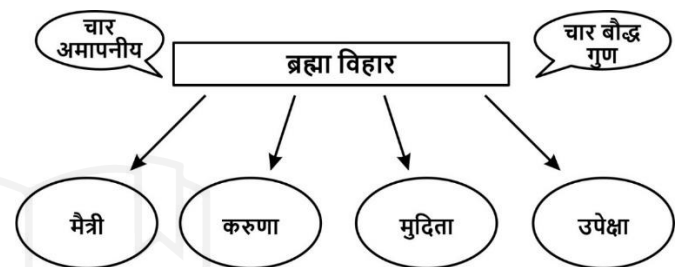 चार
अमापनीय
ब्रह्मा विहार
चार बौद्ध
गुण
मैत्री
करुणा
मुदिता
उपेक्षा